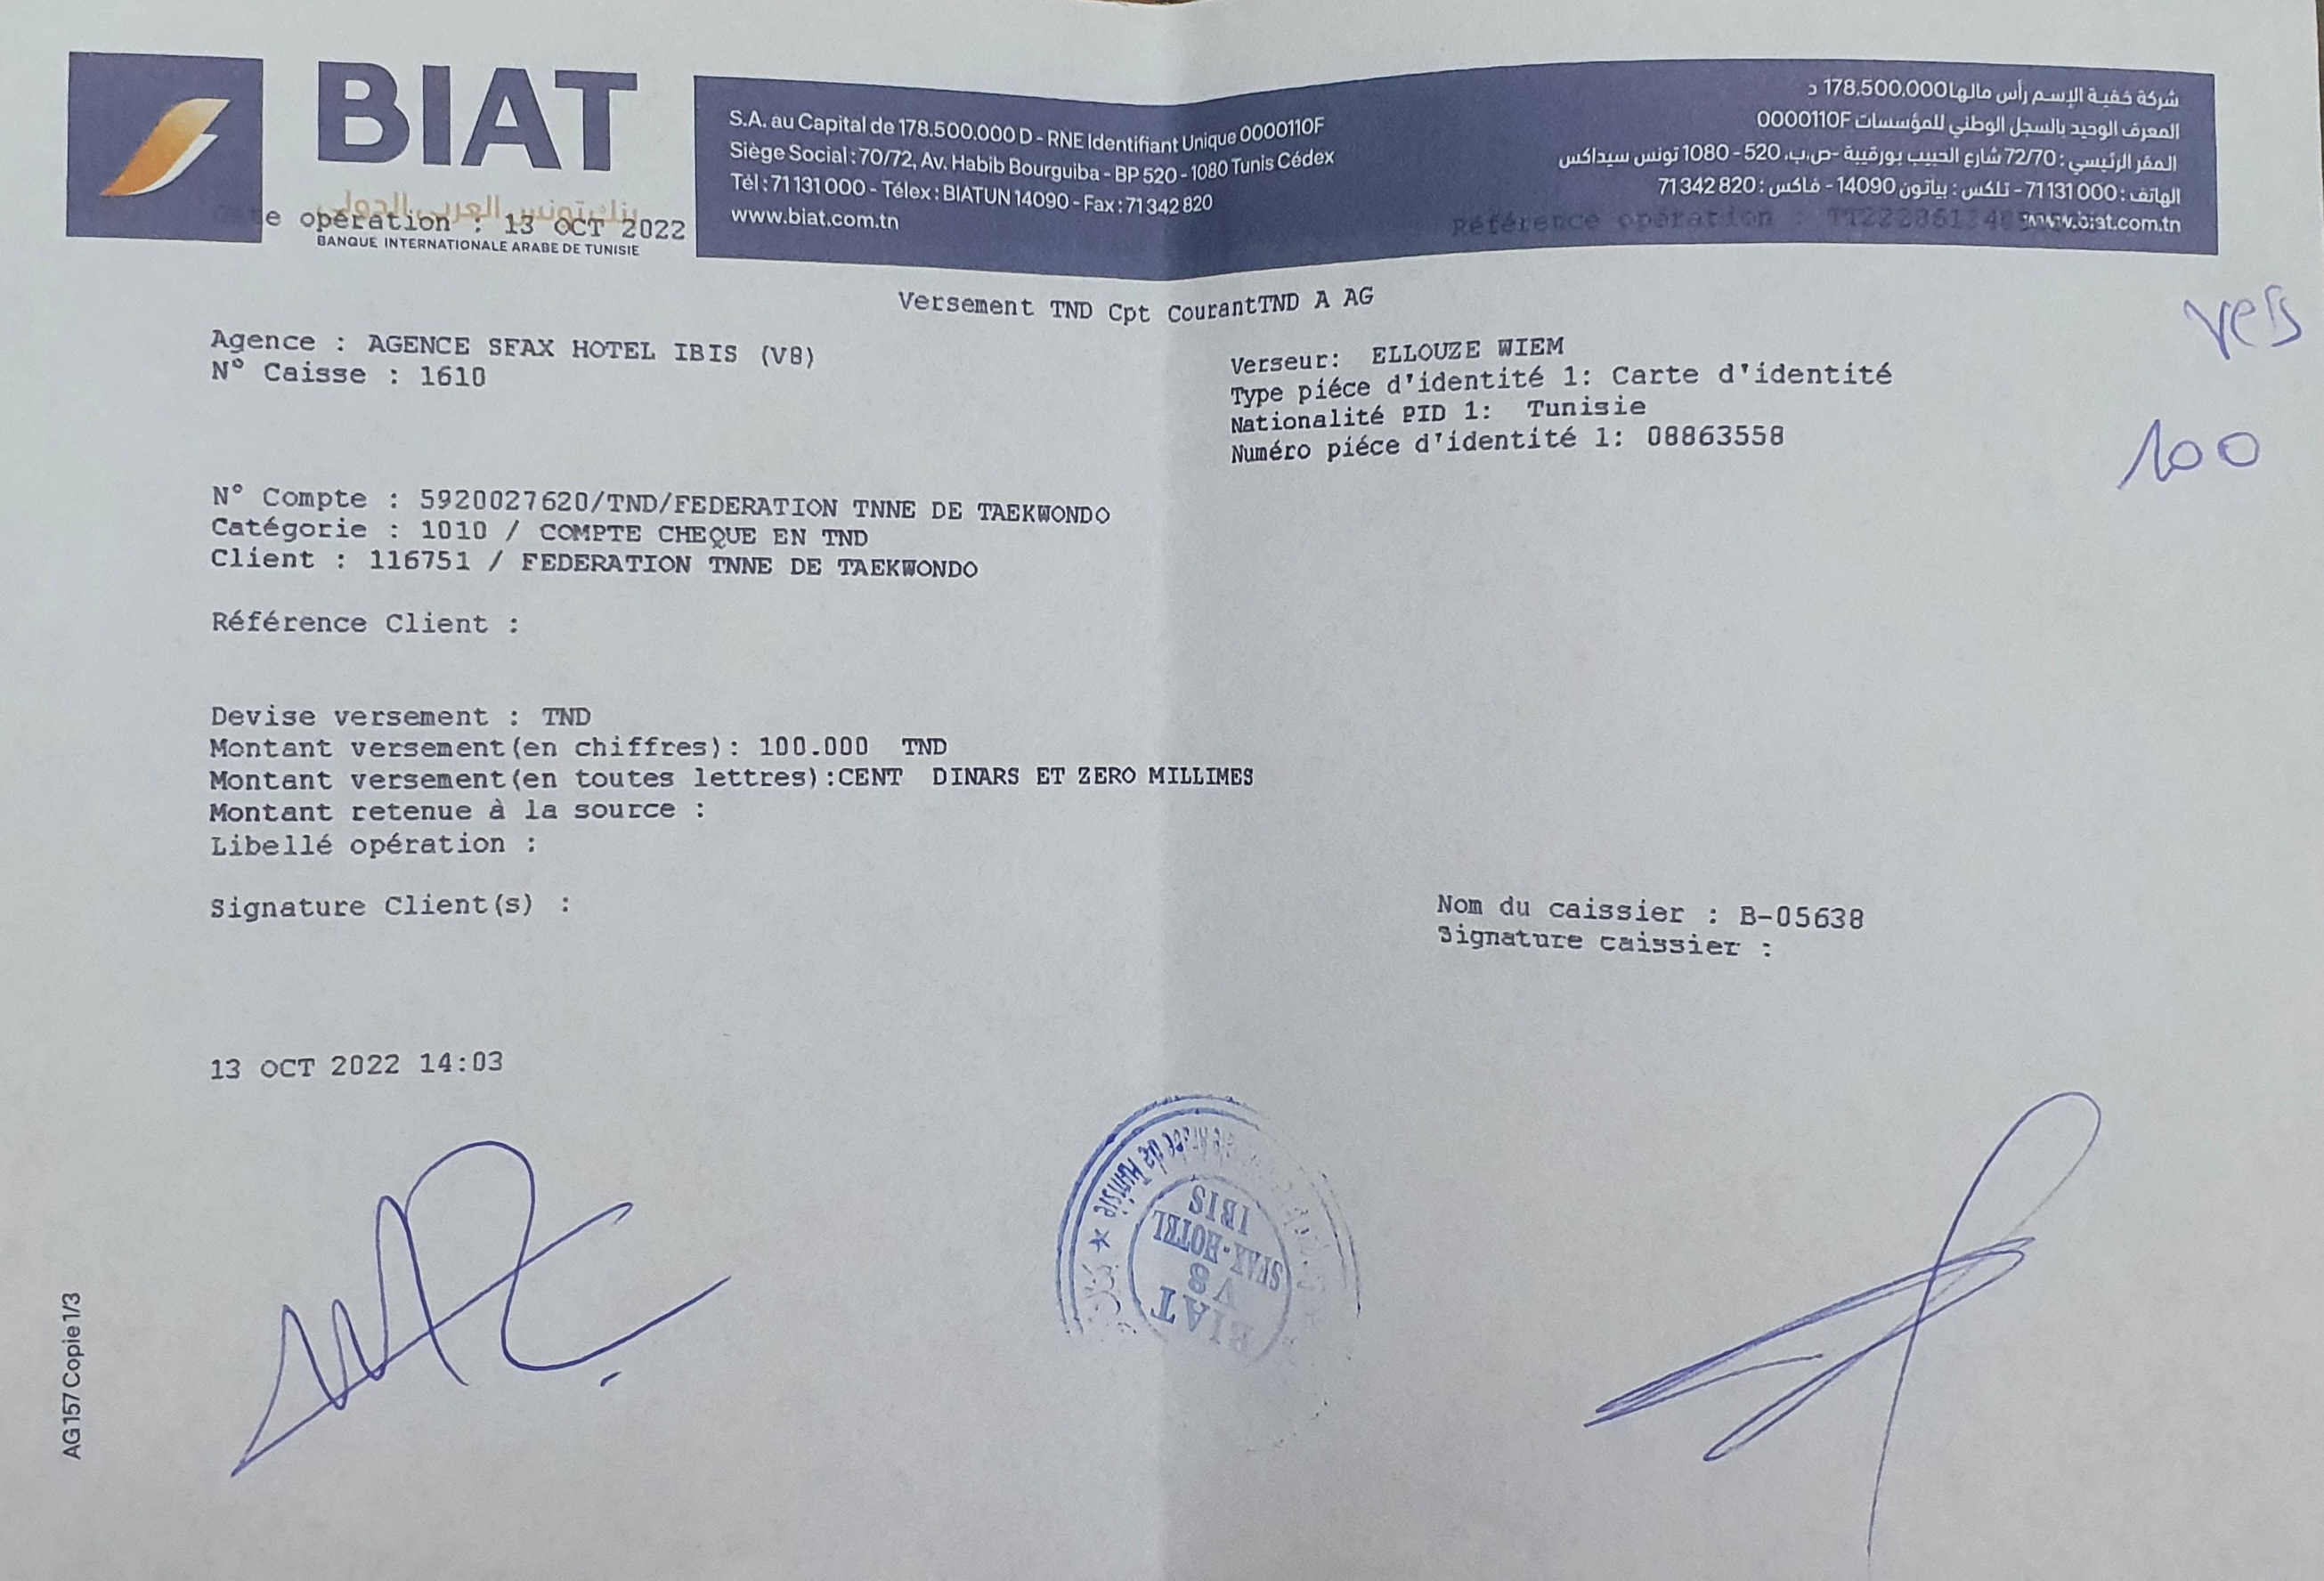 BIAT
بنك تونس العربي الدولي
BANQUE INTERNATIONALE ARABE DE TUNISIE
S.A. au Capital de 178.500.000 D - RNE Identifiant Unique 0000110F
Siège Social : 70/72, Av. Habib Bourguiba - BP 520 - 1080 Tunis Cédex
Tél : 71 131 000 - Télex : BIATUN 14090 - Fax : 71 342 820
www.biat.com.tn
شركة خفية الإسم رأس مالها 178.500.000 د
المعرف الوحيد بالسجل الوطني للمؤسسات 0000110F
المقر الرئيسي : 72/70 شارع الحبيب بورقيبة -ص.ب. 520 - 1080 تونس سيداكس
الهاتف : 71 131 000 - تلكس : بياتون 14090 - فاكس : 71 342 820
www.biat.com.tn
opération : 13 OCT 2022
Référence opération :
Versement TND Cpt CourantTND A AG
vers
100
Agence : AGENCE SFAX HOTEL IBIS (V8)
N° Caisse : 1610
Verseur: ELLOUZE WIEM
Type piéce d'identité 1: Carte d'identité
Nationalité PID 1: Tunisie
Numéro piéce d'identité 1: 08863558
N° Compte : 5920027620/TND/FEDERATION TNNE DE TAEKWONDO
Catégorie : 1010 / COMPTE CHEQUE EN TND
Client : 116751 / FEDERATION TNNE DE TAEKWONDO
Référence Client :
Devise versement : TND
Montant versement(en chiffres): 100.000 TND
Montant versement(en toutes lettres):CENT DINARS ET ZERO MILLIMES
Montant retenue à la source :
Libellé opération :
Signature Client(s) :
Nom du caissier : B-05638
Signature caissier :
13 OCT 2022 14:03
Arabe de Tunisie
BIAT
V8
SFAX-HOTEL
IBIS
AG 157 Copie 1/3